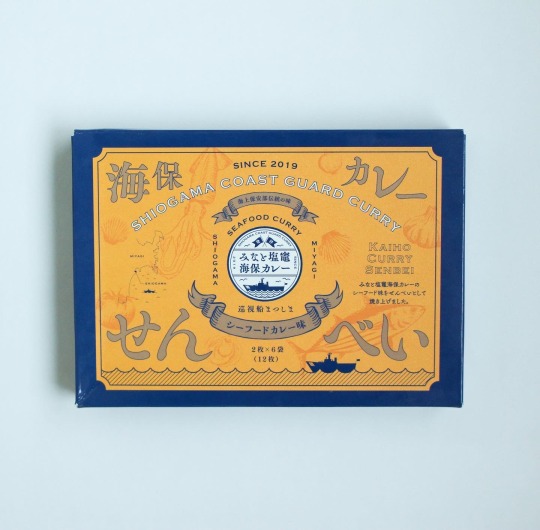 SINCE 2019
海保
カレー
SHIOGAMA COAST GUARD CURRY
海上保安部伝統の味
SEAFOOD CURRY
SHIOGAMA
MIYAGI
みなと塩竈
海保カレー
KAIHO
CURRY
SENBEI
みなと塩竈海保カレーの
シーフード味をせんべいとして
焼き上げました。
巡視船まつしま
シーフードカレー味
せん
べい
2枚×6袋
(12枚)
MIYAGI
SHIOGAMA